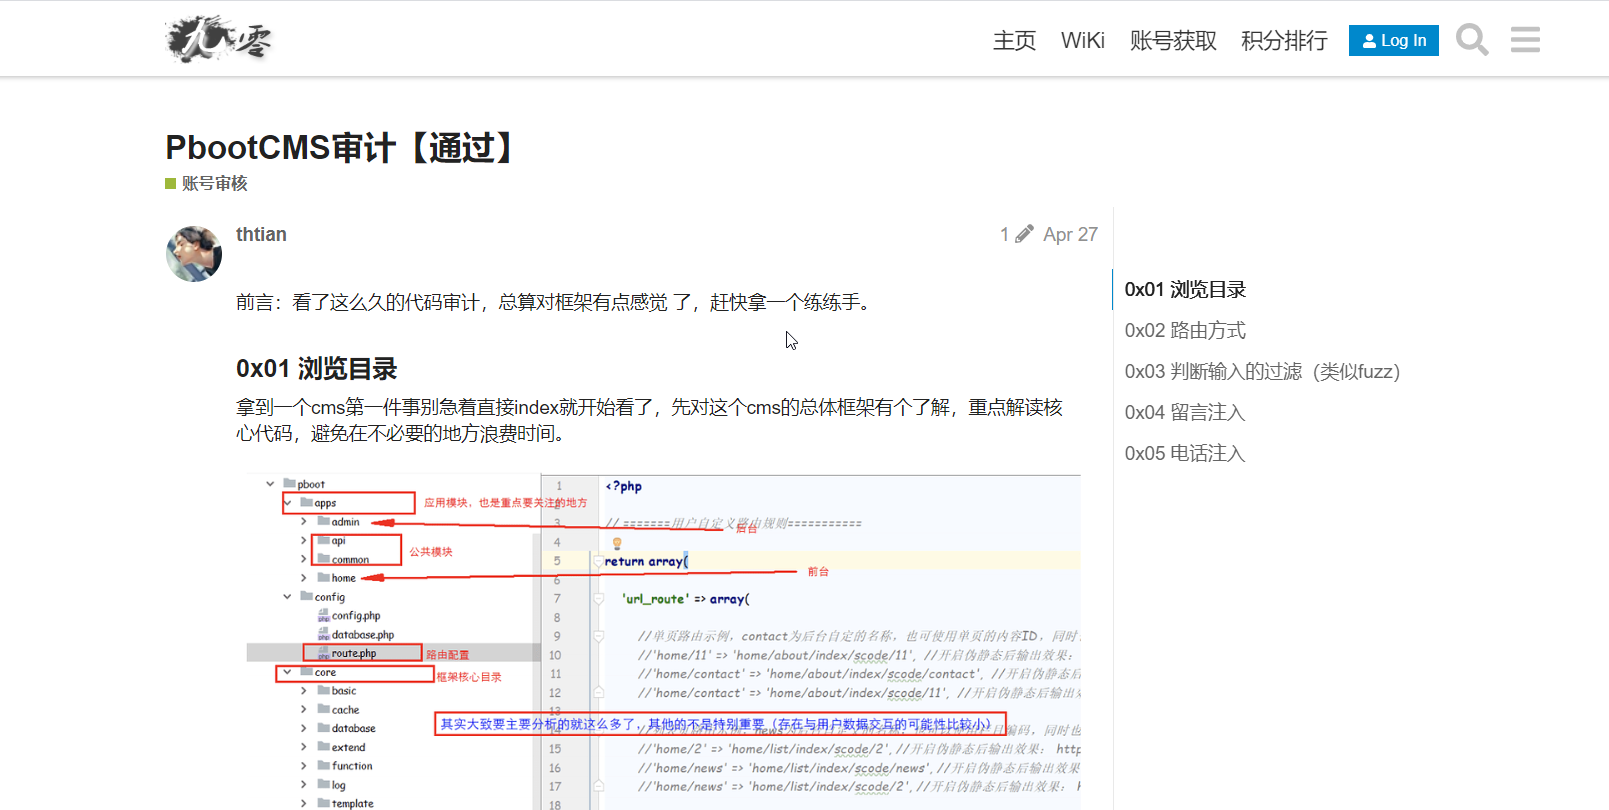 九零
主页 WiKi 账号获取 积分排行 Log In
PbootCMS审计【通过】
账号审核
thtian
1 Apr 27
前言：看了这么久的代码审计，总算对框架有点感觉 了，赶快拿一个练练手。
0x01 浏览目录
拿到一个cms第一件事别急着直接index就开始看了，先对这个cms的总体框架有个了解，重点解读核
心代码，避免在不必要的地方浪费时间。
0x01 浏览目录
0x02 路由方式
0x03 判断输入的过滤（类似fuzz）
0x04 留言注入
0x05 电话注入
pboot
apps
应用模块，也是重点要关注的地方
admin
后台
api
common
公共模块
home
前台
config
config.php
database.php
route.php
路由配置
core
框架核心目录
basic
cache
database
extend
function
log
template
其实大致要主要分析的就这么多了，其他的不是特别重要（存在与用户数据交互的可能性比较小）
1 <?php
3 // =======用户自定义路由规则===========
4
5 return array(
6
7 'url_route' => array(
8
9 //单页路由示例，contact为后台自定的名称，也可使用单页的内容ID，同时
10 //'home/11' => 'home/about/index/scode/11', //开启伪静态后输出效果：
11 //'home/contact' => 'home/about/index/scode/contact', //开启伪静态后
12 //'home/contact' => 'home/about/index/scode/11', //开启伪静态后输出
13
15 //'home/2' => 'home/list/index/scode/2', //开启伪静态后输出效果： http
16 //'home/news' => 'home/list/index/scode/news', //开启伪静态后输出效果
17 //'home/news' => 'home/list/index/scode/2', //开启伪静态后输出效果： h
18